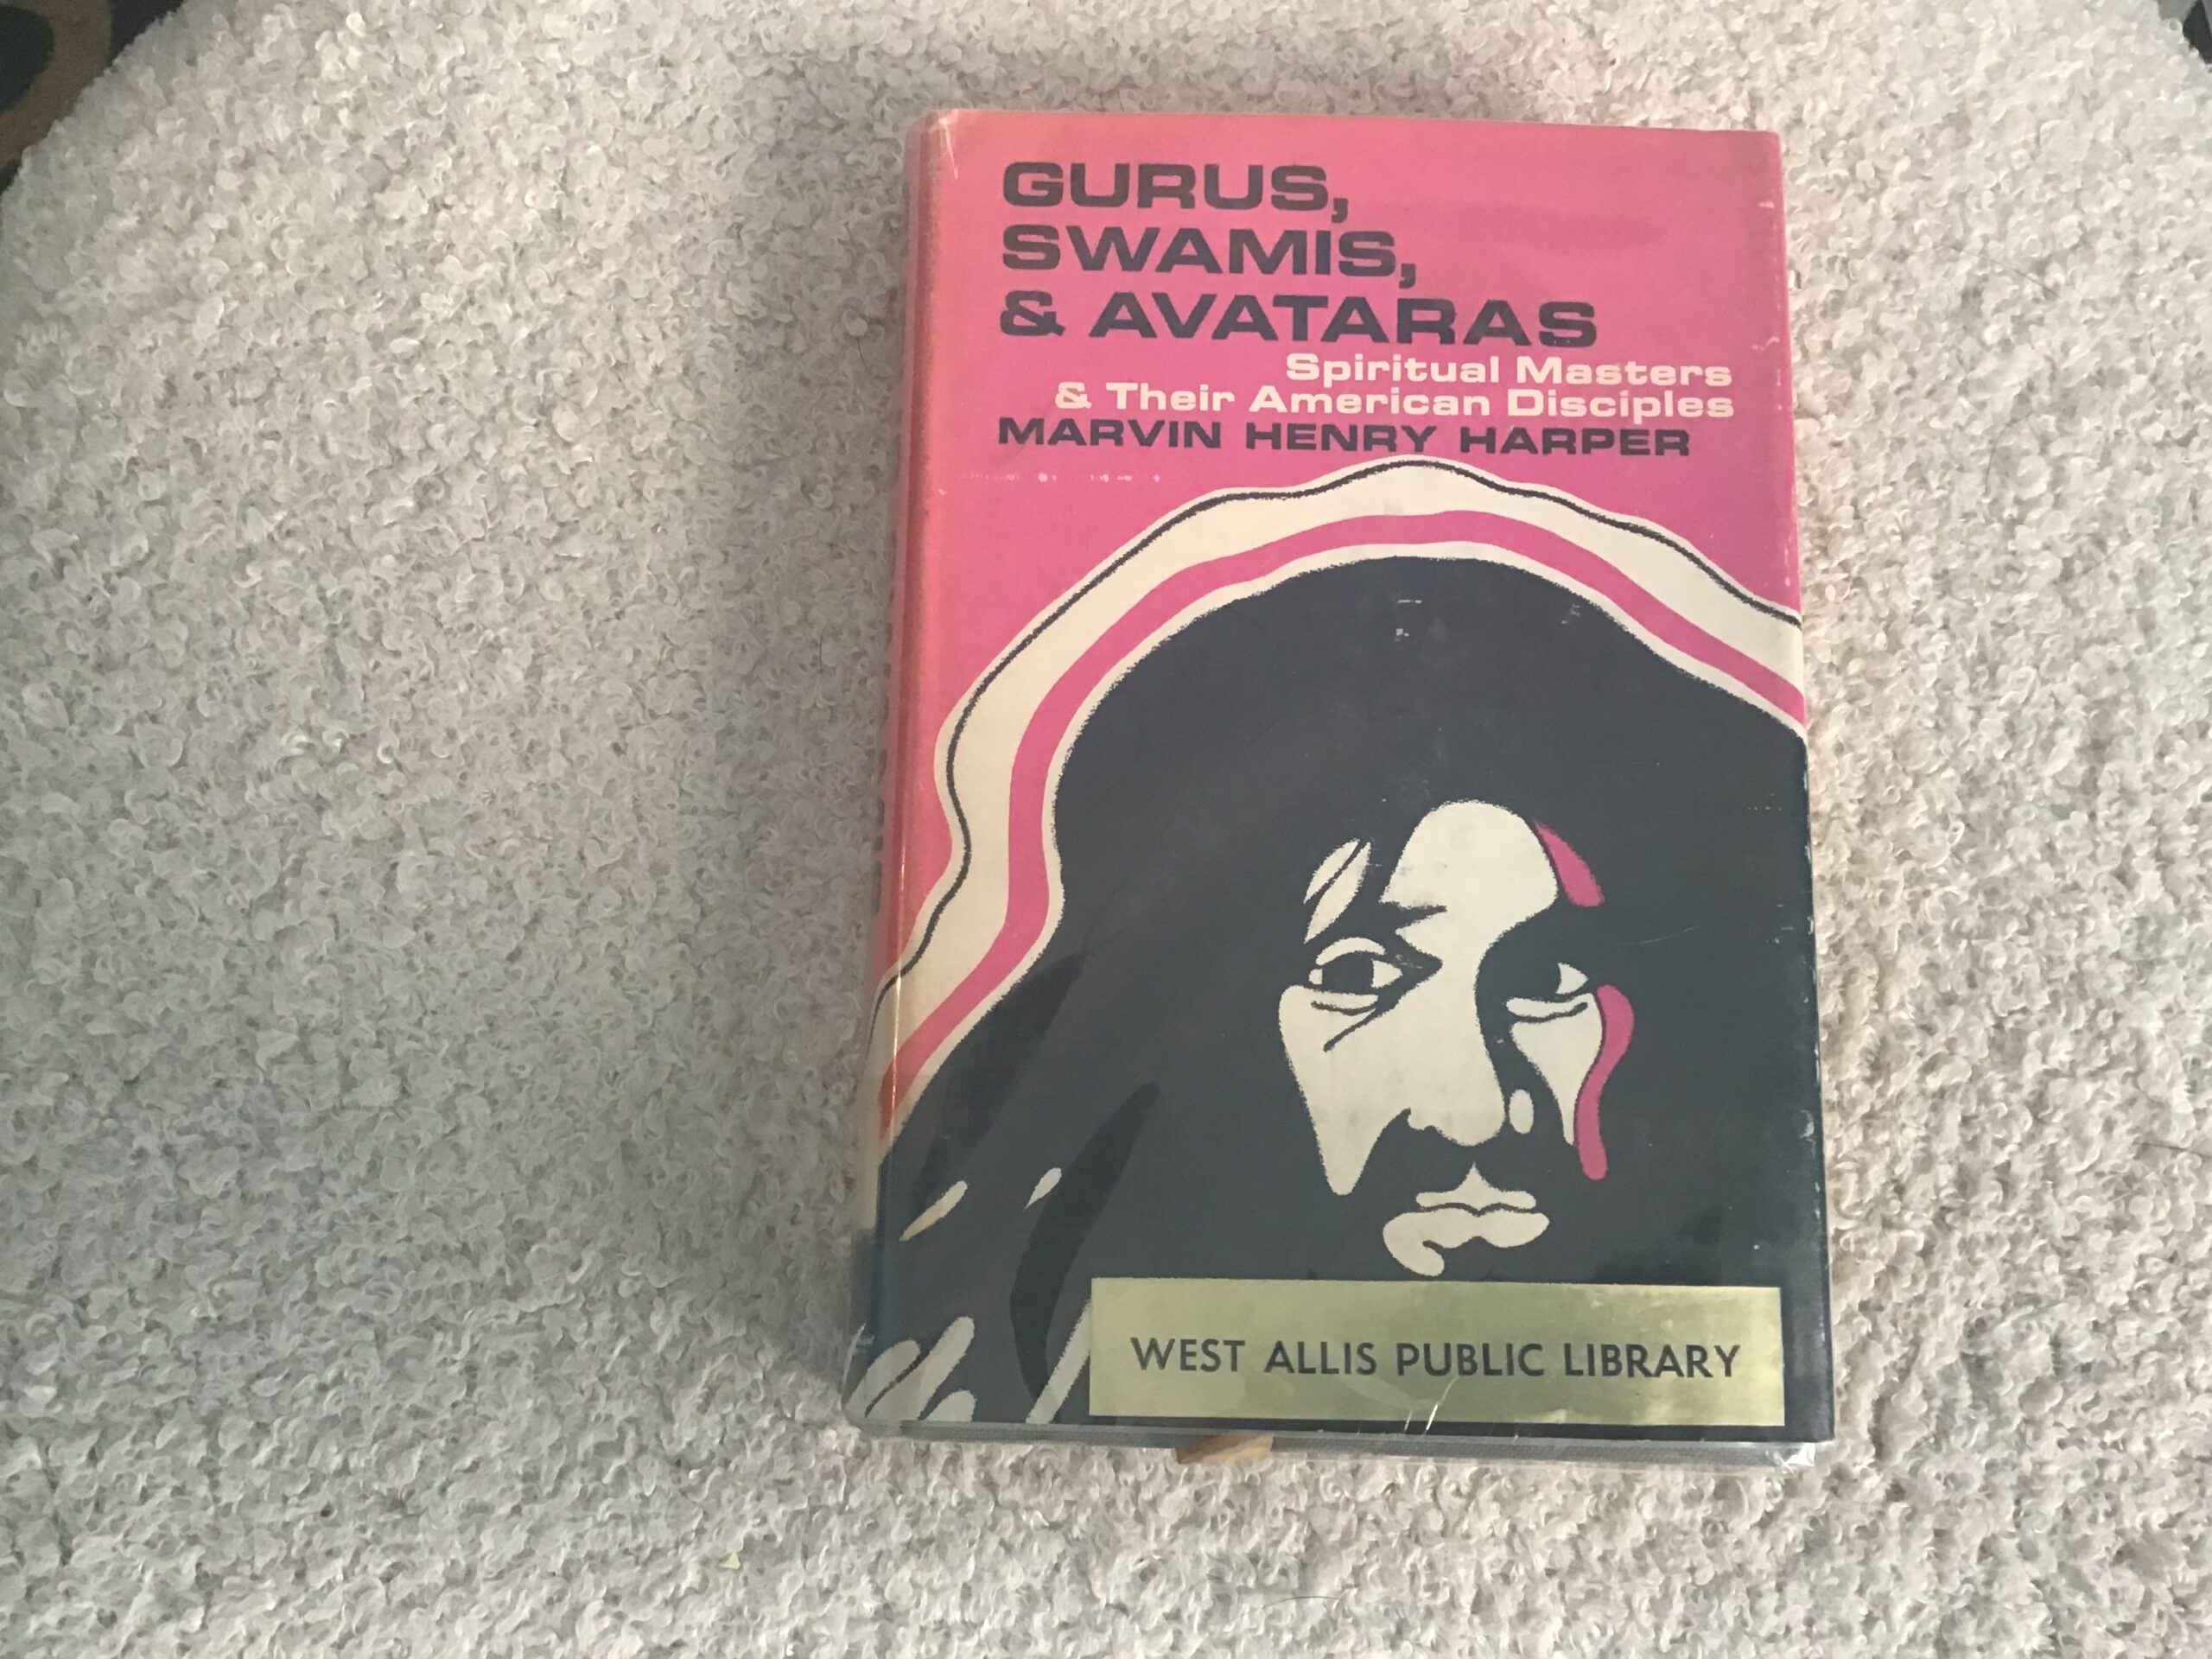 GURUS,
SWAMIS,
& AVATARAS
Spiritual Masters
& Their American Disciples
MARVIN HENRY HARPER
WEST ALLIS PUBLIC LIBRARY